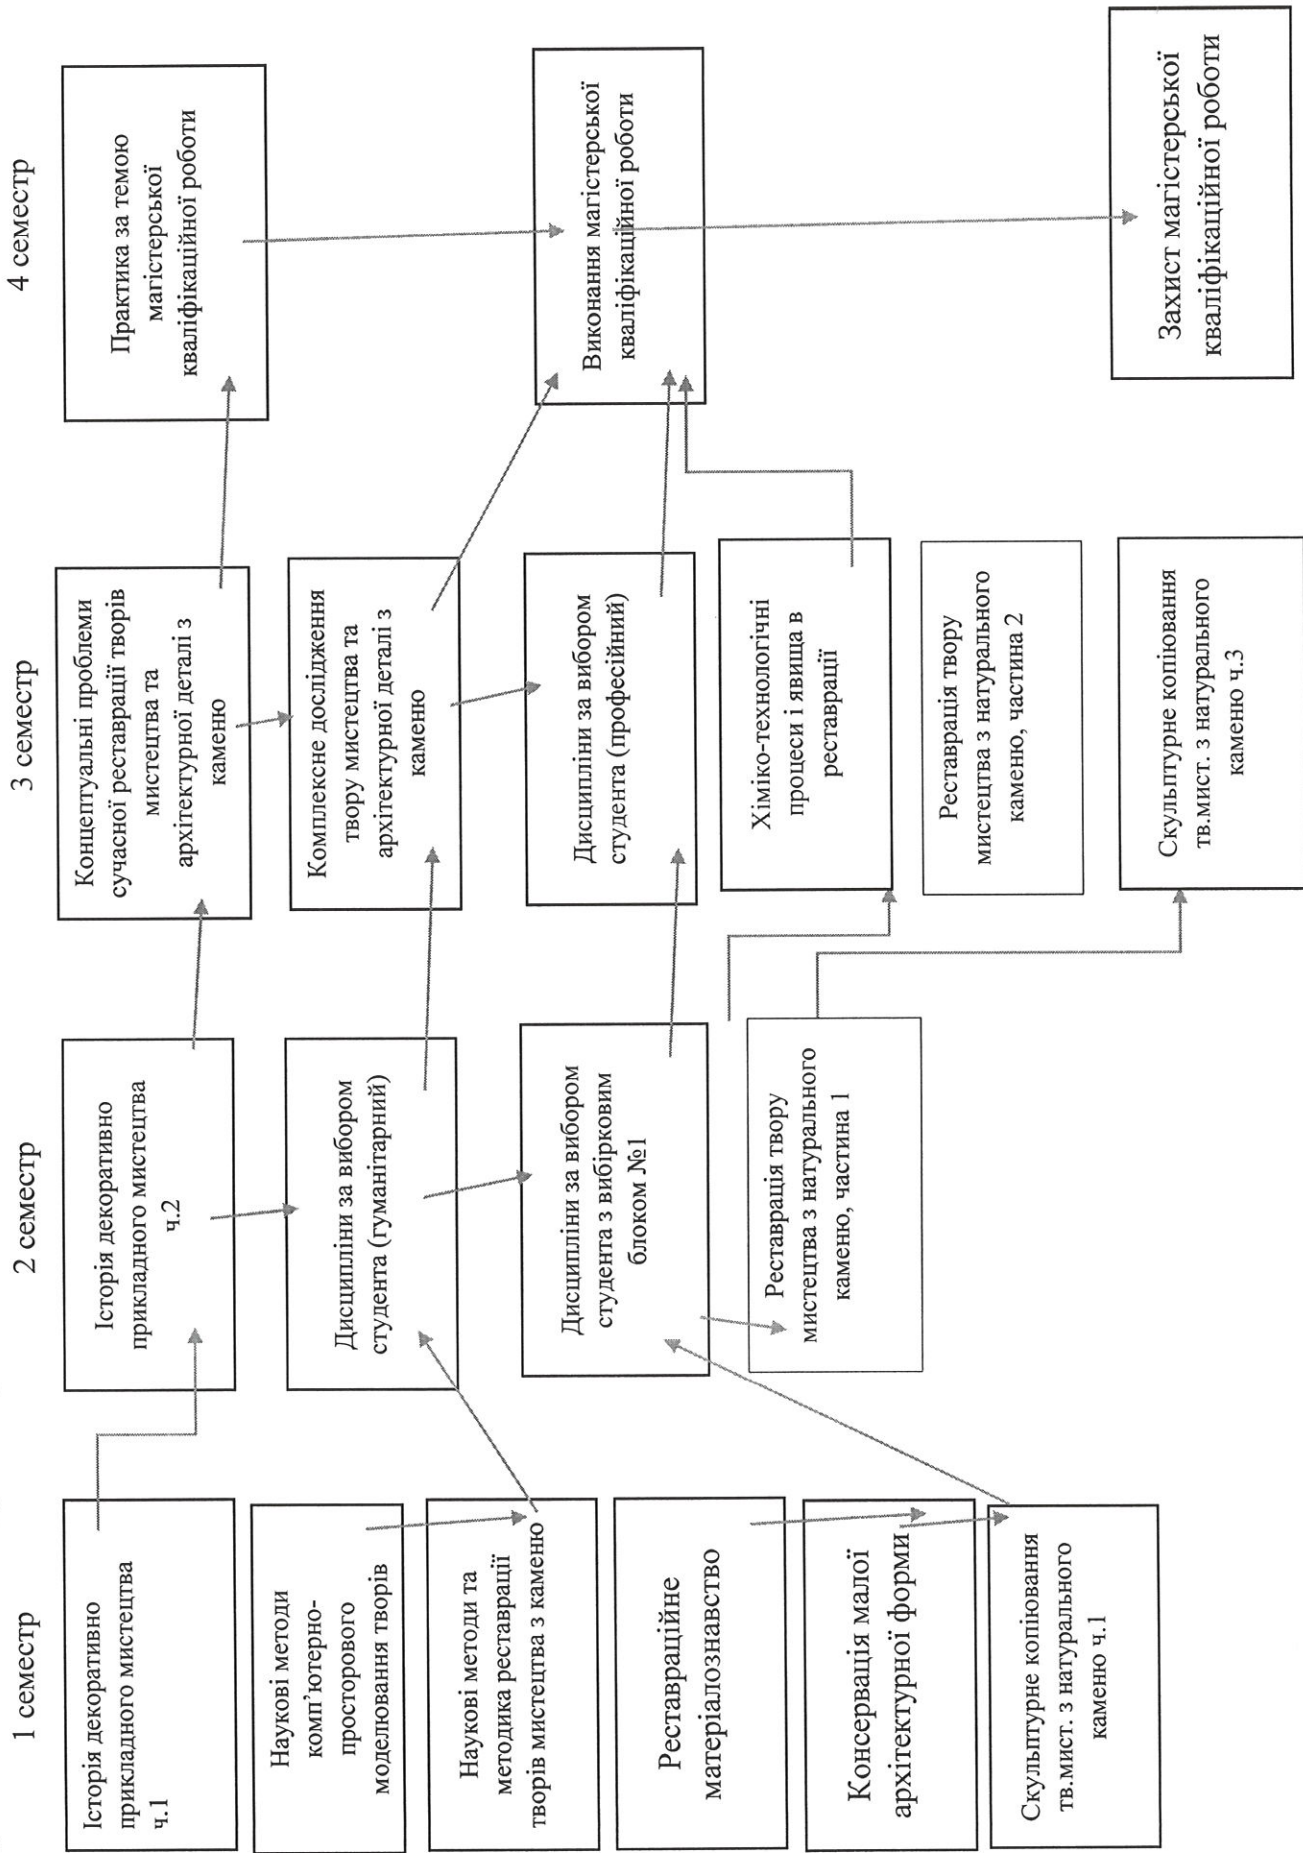 1 семестр
Історія декоративно
прикладного мистецтва
ч.1
Наукові методи
комп’ютерно-
просторового
моделювання творів
Наукові методи та
методика реставрації
творів мистецтва з каменю
Реставраційне
матеріалознавство
Консервація малої
архітектурної форми
Скульптурне копіювання
тв.мист. з натурального
каменю ч.1
2 семестр
Історія декоративно
прикладного мистецтва
ч.2
Дисципліни за вибором
студента (гуманітарний)
Дисципліни за вибором
студента з вибірковим
блоком №1
Реставрація твору
мистецтва з натурального
каменю, частина 1
3 семестр
Концептуальні проблеми
сучасної реставрації творів
мистецтва та
архітектурної деталі з
каменю
Комплексне дослідження
твору мистецтва та
архітектурної деталі з
каменю
Дисципліни за вибором
студента (професійний)
Хіміко-технологічні
процеси і явища в
реставрації
Реставрація твору
мистецтва з натурального
каменю, частина 2
Скульптурне копіювання
тв.мист. з натурального
каменю ч.3
4 семестр
Практика за темою
магістерської
кваліфікаційної роботи
Виконання магістерської
кваліфікаційної роботи
Захист магістерської
кваліфікаційної роботи